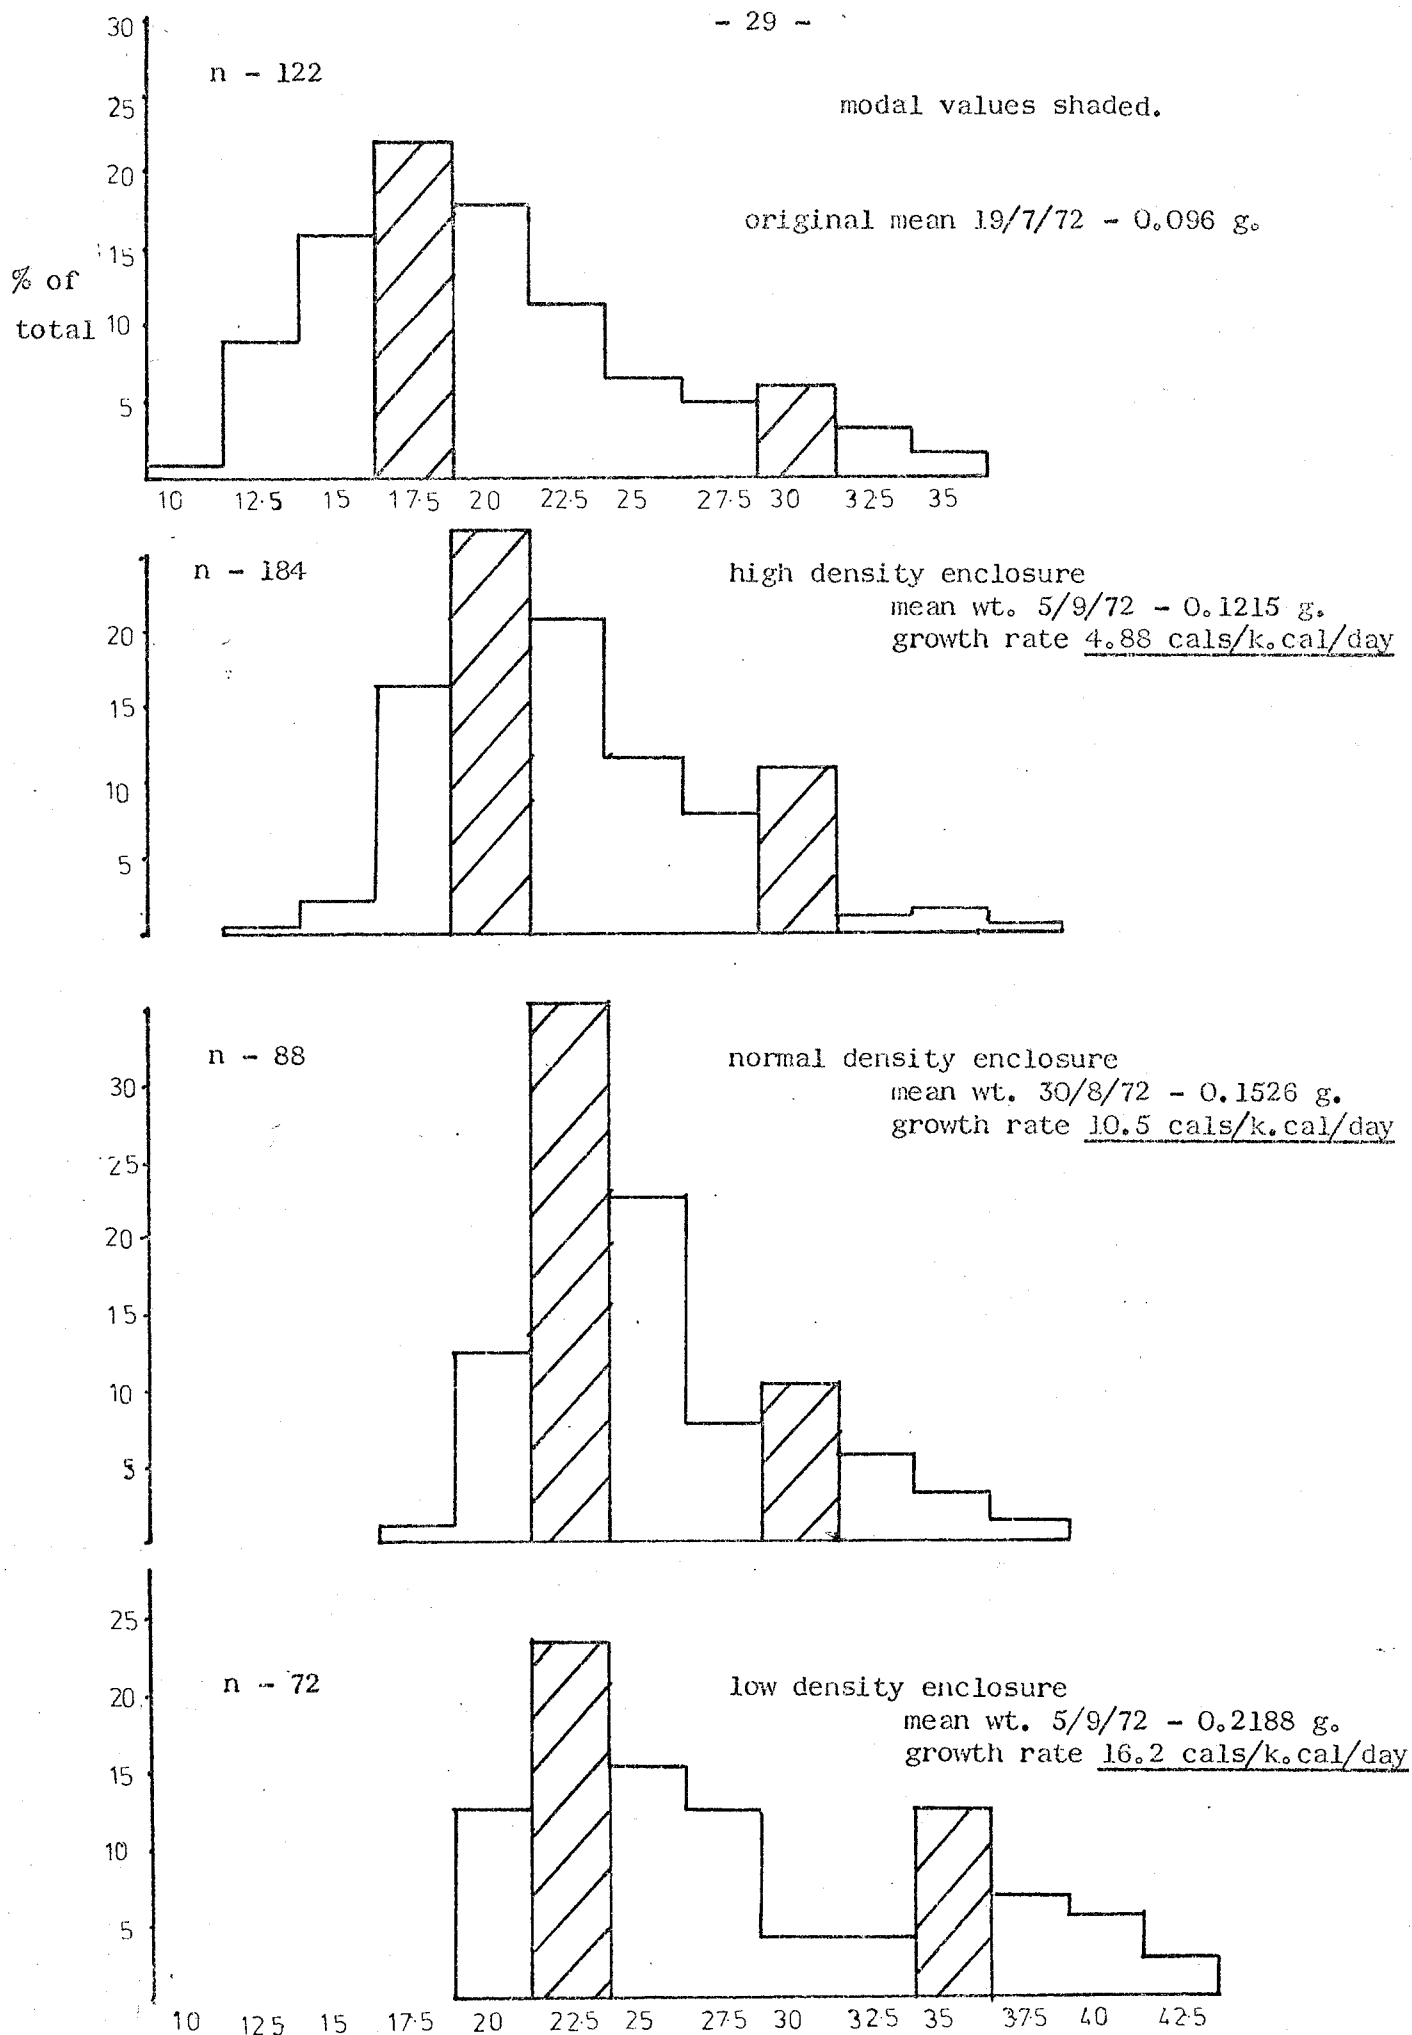 - 29 -
30
n - 122
25
modal values shaded.
20
original mean 19/7/72 - 0.096 g.
15
% of
total
10
5
10 12·5 15 17·5 20 22·5 25 27·5 30 32·5 35
n - 184
high density enclosure
mean wt. 5/9/72 - 0.1215 g.
growth rate 4.88 cals/k.cal/day
20
15
10
5
n - 88
normal density enclosure
mean wt. 30/8/72 - 0.1526 g.
growth rate 10.5 cals/k.cal/day
30
25
20
15
10
5
25
n - 72
low density enclosure
mean wt. 5/9/72 - 0.2188 g.
growth rate 16.2 cals/k.cal/day
20
15
10
5
10 12 5 15 17·5 20 22·5 25 27·5 30 32·5 35 37·5 40 42·5